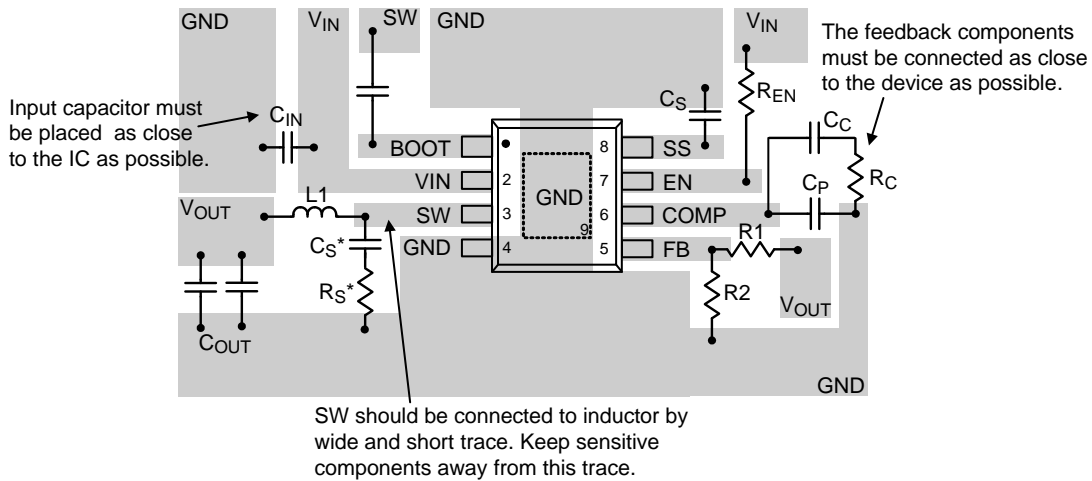 GND
VIN
SW
GND
VIN
The feedback components
must be connected as close
to the device as possible.
Input capacitor must
be placed as close
to the IC as possible.
CIN
CS
REN
CC
RC
CP
BOOT
8
SS
VIN
2
GND
7
EN
SW
3
6
COMP
GND
4
9
5
FB
VOUT
L1
CS*
RS*
COUT
R1
R2
VOUT
GND
SW should be connected to inductor by
wide and short trace. Keep sensitive
components away from this trace.